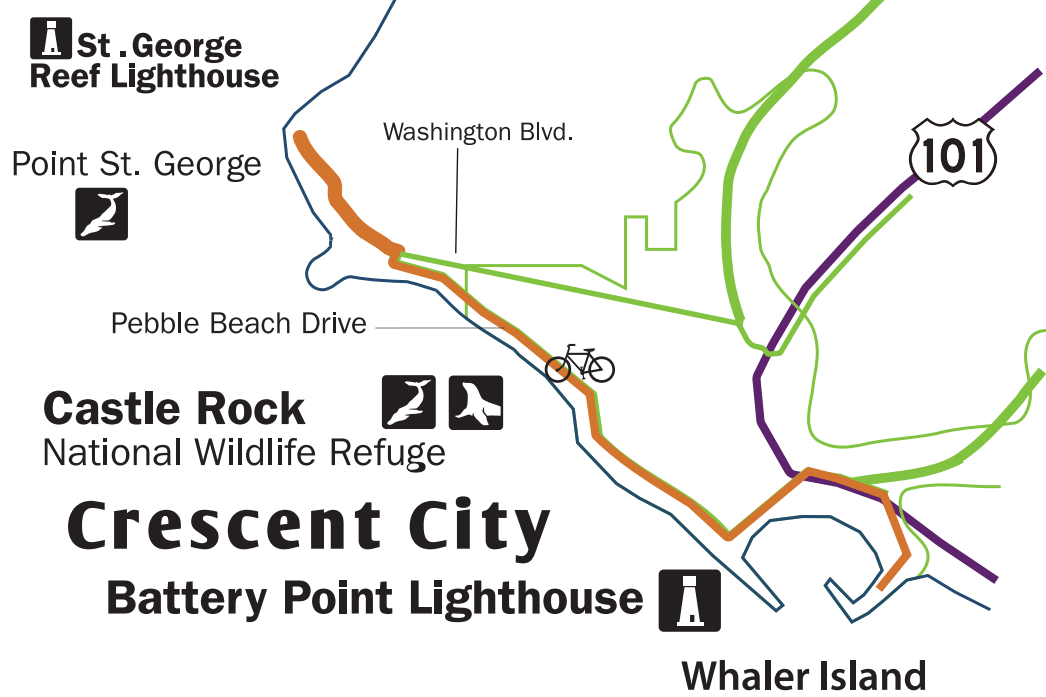 St . George
Reef Lighthouse
Washington Blvd.
101
Point St. George
Pebble Beach Drive
Castle Rock
National Wildlife Refuge
Crescent City
Battery Point Lighthouse
Whaler Island